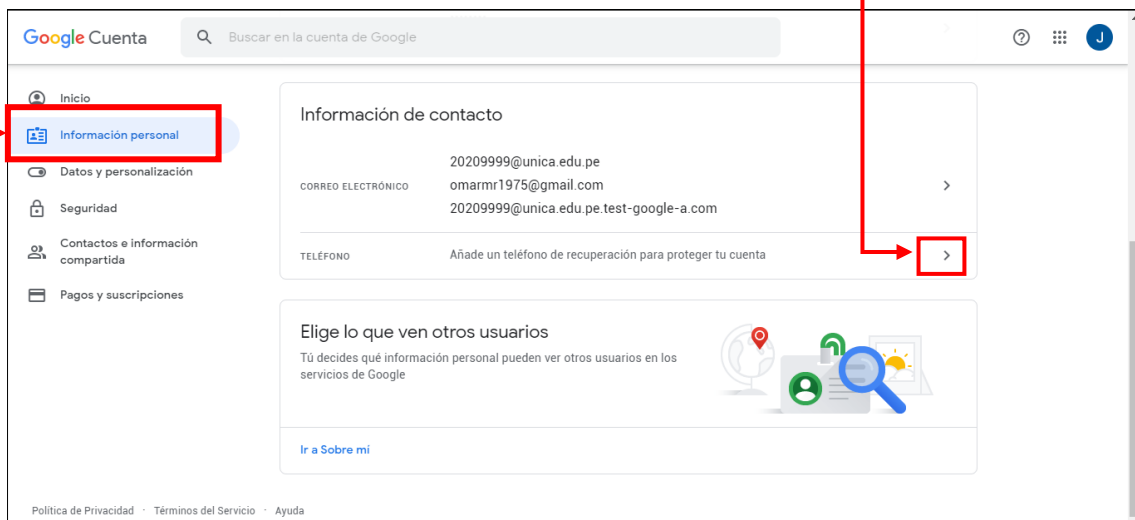 Google Cuenta
Buscar en la cuenta de Google
J
Inicio
Información personal
Datos y personalización
Seguridad
Contactos e información
compartida
Pagos y suscripciones
Información de contacto
CORREO ELECTRÓNICO
20209999@unica.edu.pe
omarmr1975@gmail.com
20209999@unica.edu.pe.test-google-a.com
TELÉFONO
Añade un teléfono de recuperación para proteger tu cuenta
Elige lo que ven otros usuarios
Tú decides qué información personal pueden ver otros usuarios en los
servicios de Google
Ir a Sobre mí
Política de Privacidad · Términos del Servicio · Ayuda